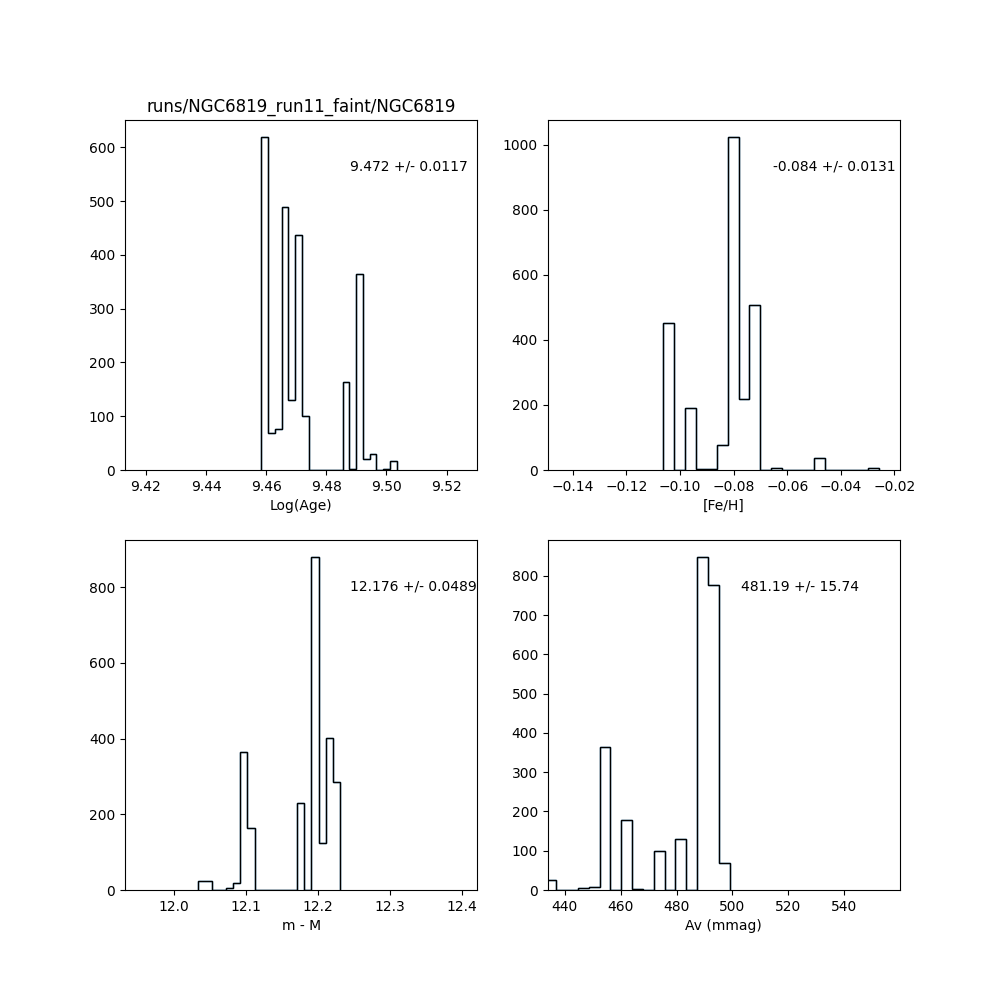 runs/NGC6819_run11_faint/NGC6819
600
500
400
300
200
100
0
9.472 +/- 0.0117
9.42 9.44 9.46 9.48 9.50 9.52
Log(Age)
1000
800
600
400
200
0
-0.084 +/- 0.0131
−0.14 −0.12 −0.10 −0.08 −0.06 −0.04 −0.02
[Fe/H]
800
600
400
200
0
12.176 +/- 0.0489
12.0 12.1 12.2 12.3 12.4
m - M
800
700
600
500
400
300
200
100
0
481.19 +/- 15.74
440 460 480 500 520 540
Av (mmag)